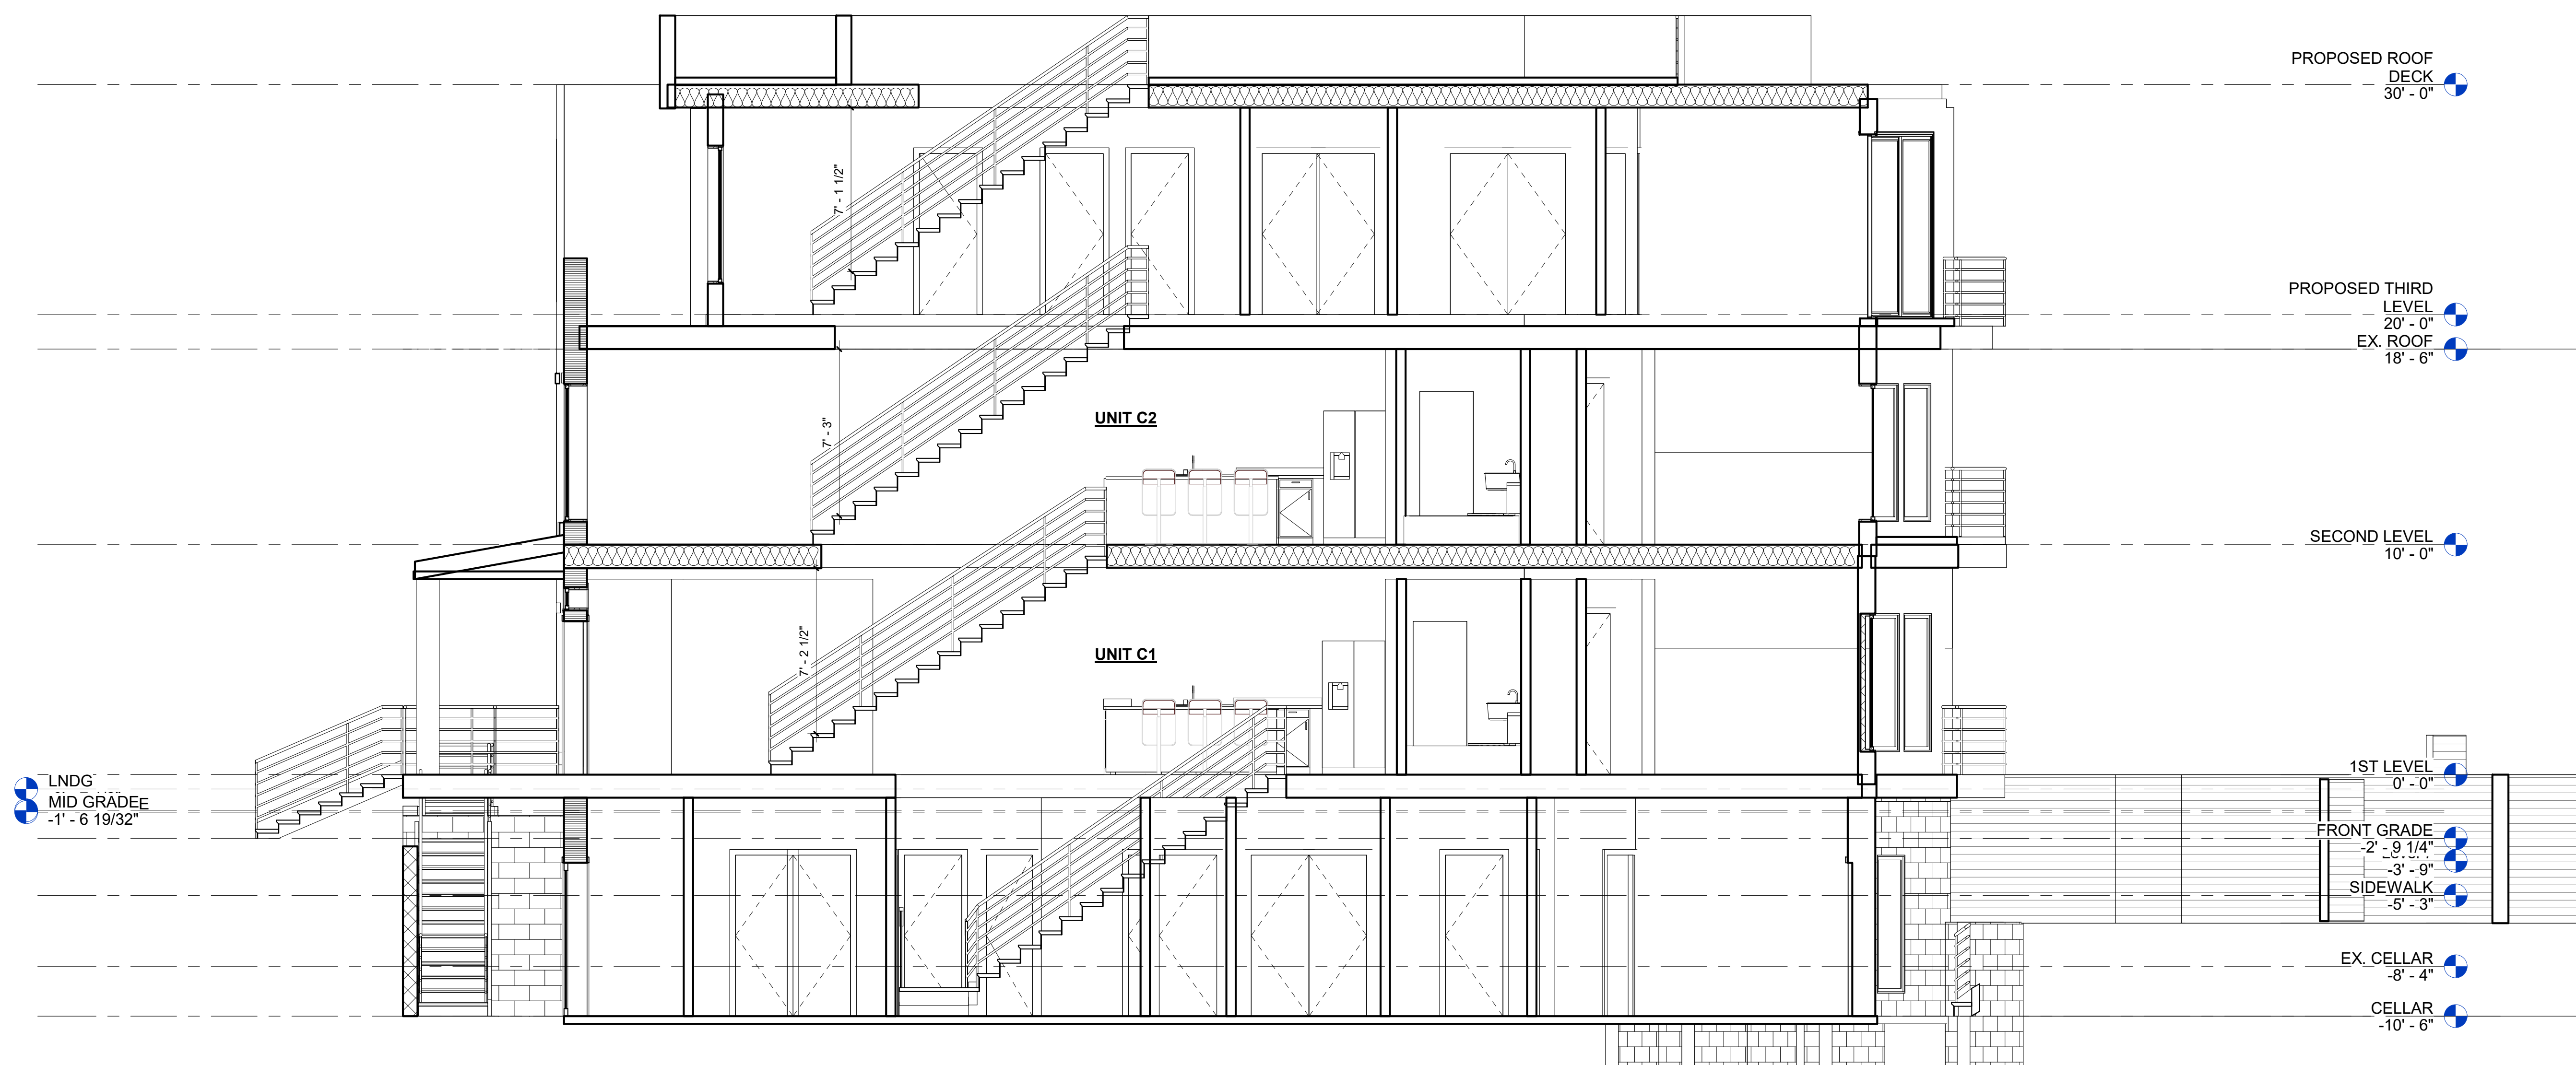 PROPOSED ROOF
DECK
30' - 0"
7' - 1 1/2"
PROPOSED THIRD
LEVEL
20' - 0"
EX. ROOF
18' - 6"
UNIT C2
7' - 3"
SECOND LEVEL
10' - 0"
7' - 2 1/2"
UNIT C1
1ST LEVEL
0' - 0"
LNDG
MID GRADE
-1' - 6 19/32"
FRONT GRADE
-2' - 9 1/4"
-3' - 9"
SIDEWALK
-5' - 3"
EX. CELLAR
-8' - 4"
CELLAR
-10' - 6"